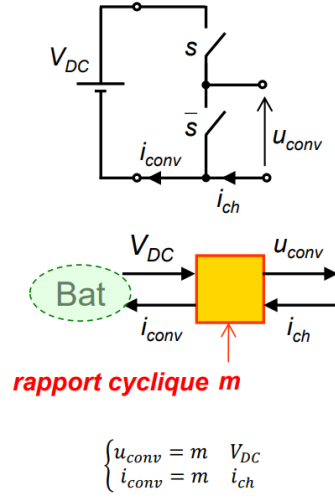 V_DC
s
s̅
u_conv
i_conv
i_ch
V_DC u_conv
Bat
i_conv i_ch
rapport cyclique m
{u_conv = m V_DC
i_conv = m i_ch